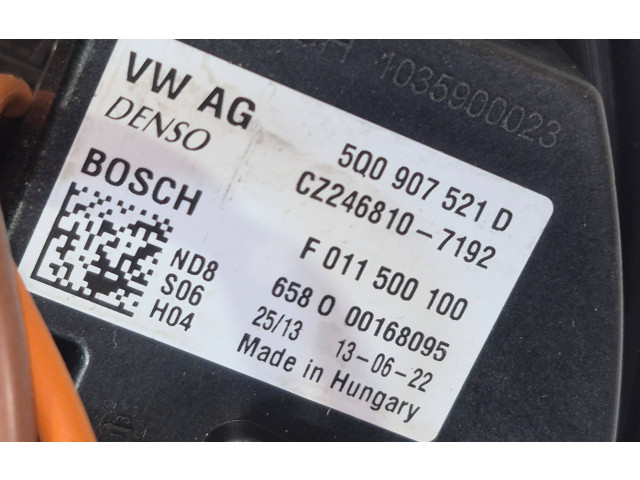 CH 1035900023
VW AG
DENSO
BOSCH
5Q0 907 521 D
CZ246810-7192
F 011 500 100
658 0 00168095
25/13 13-06-22
Made in Hungary
ND8
S06
H04